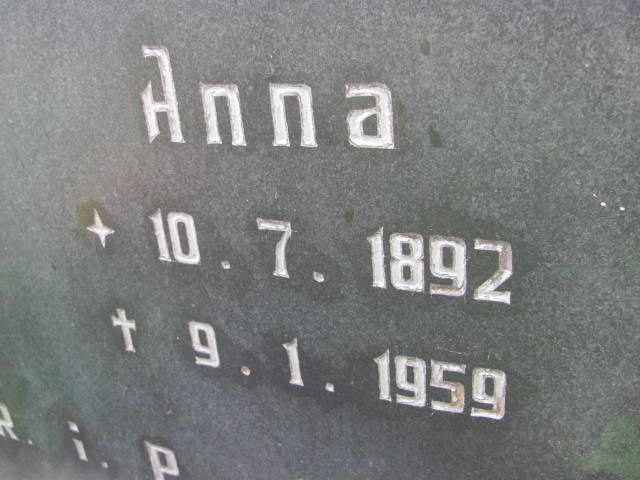 Anna
✦ 10. 7. 1892
† 9. 1. 1959
R. i. P